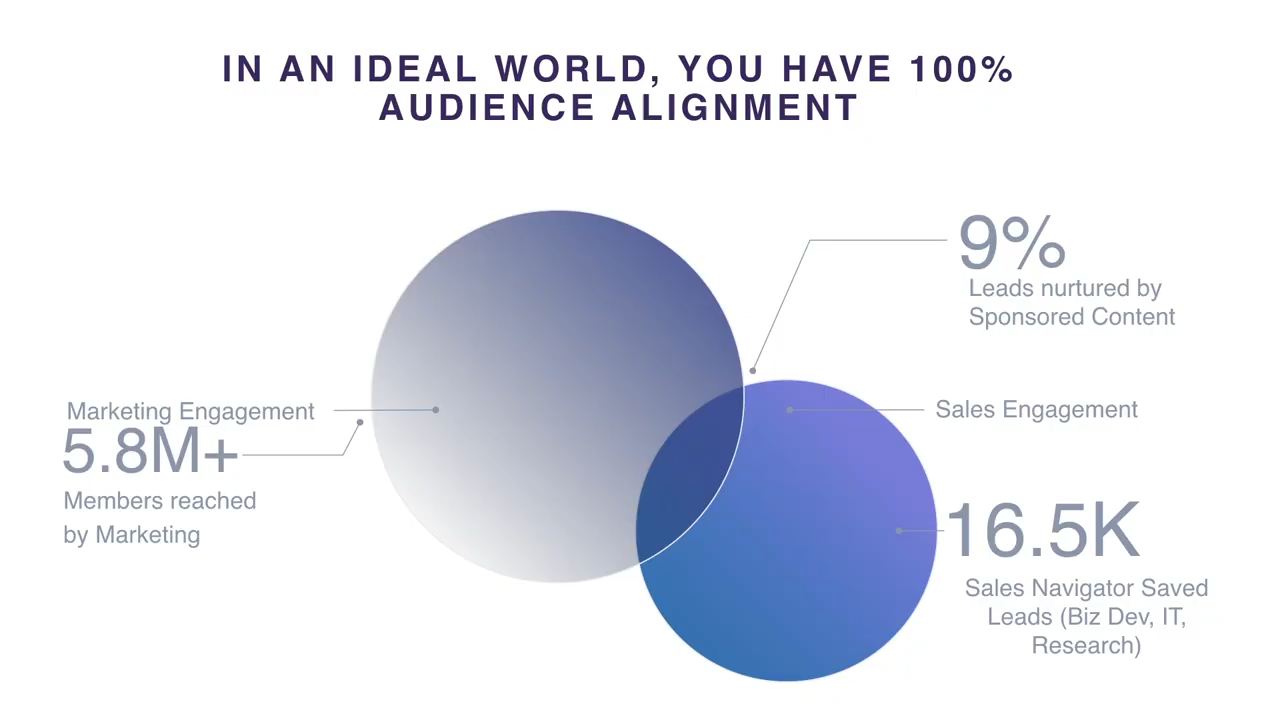 IN AN IDEAL WORLD, YOU HAVE 100%
AUDIENCE ALIGNMENT
9%
Leads nurtured by
Sponsored Content
Marketing Engagement
5.8M+
Members reached
by Marketing
Sales Engagement
16.5K
Sales Navigator Saved
Leads (Biz Dev, IT,
Research)